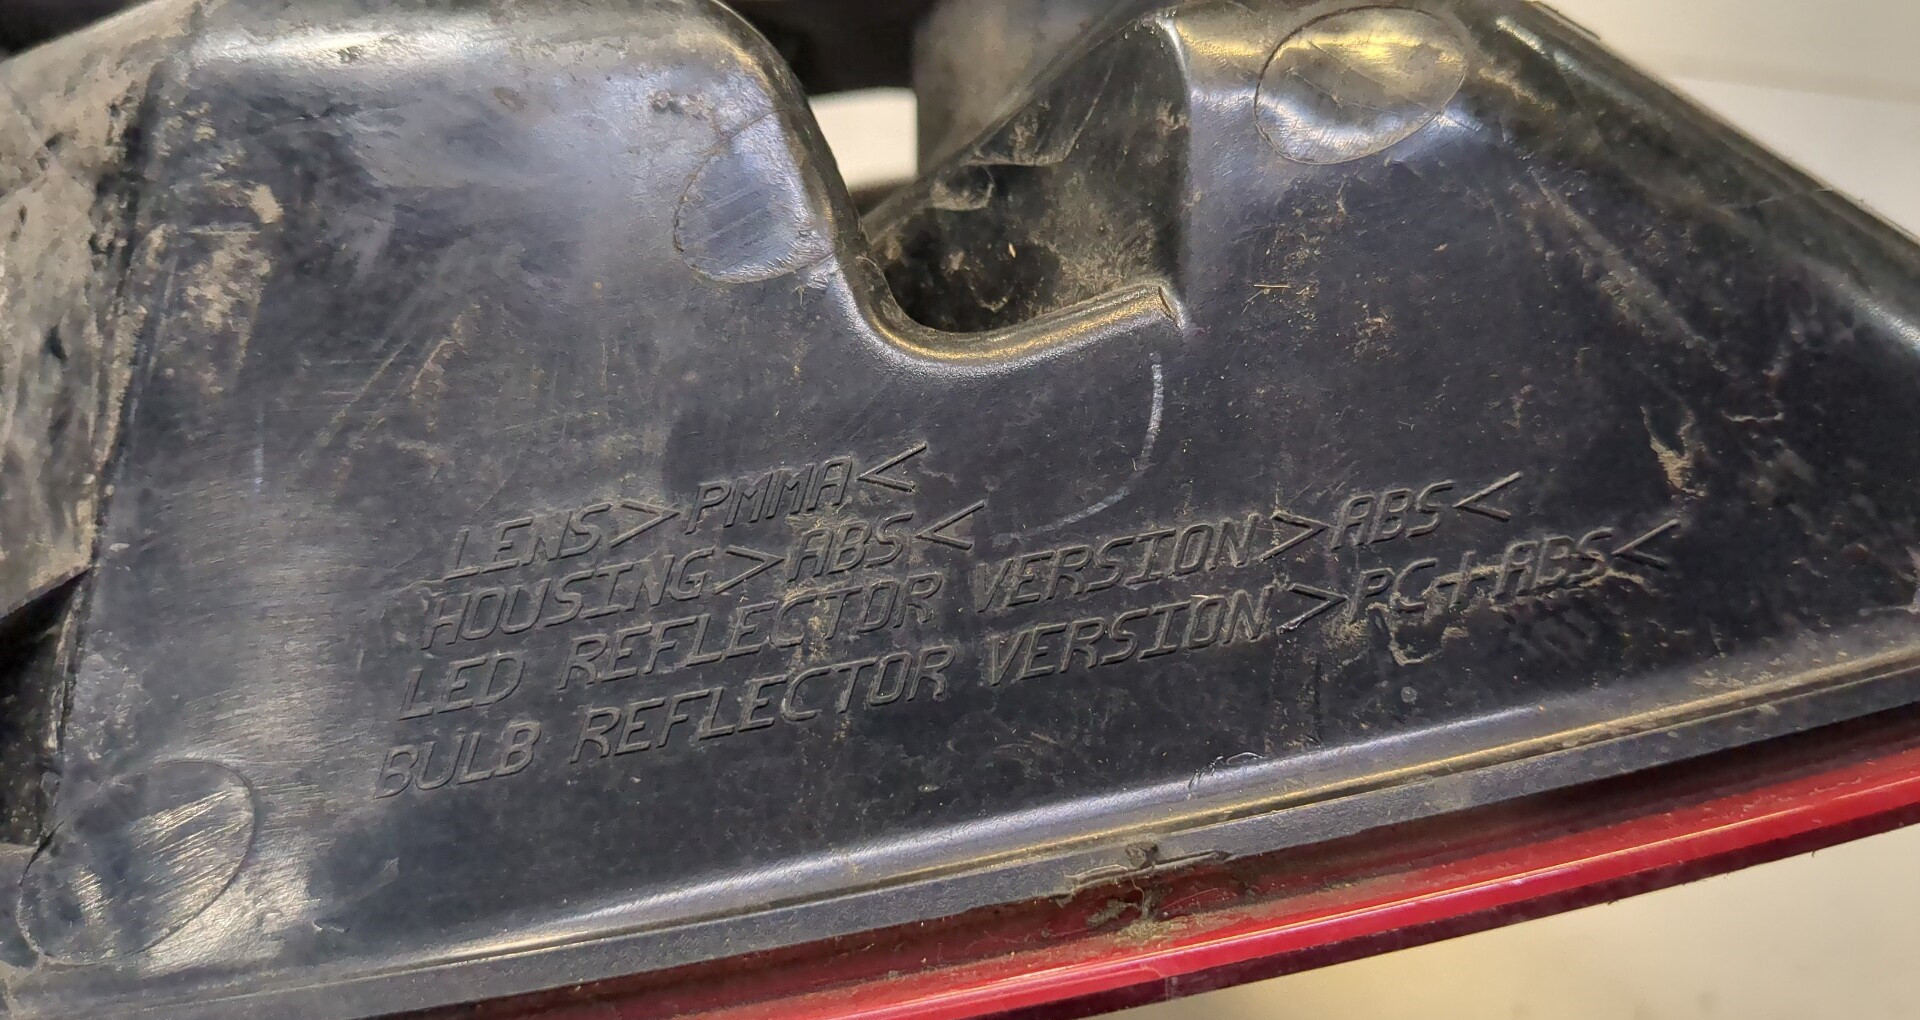 LENS>PMMA<
HOUSING>ABS<
LED REFLECTOR VERSION>ABS<
BULB REFLECTOR VERSION>PC+ABS<